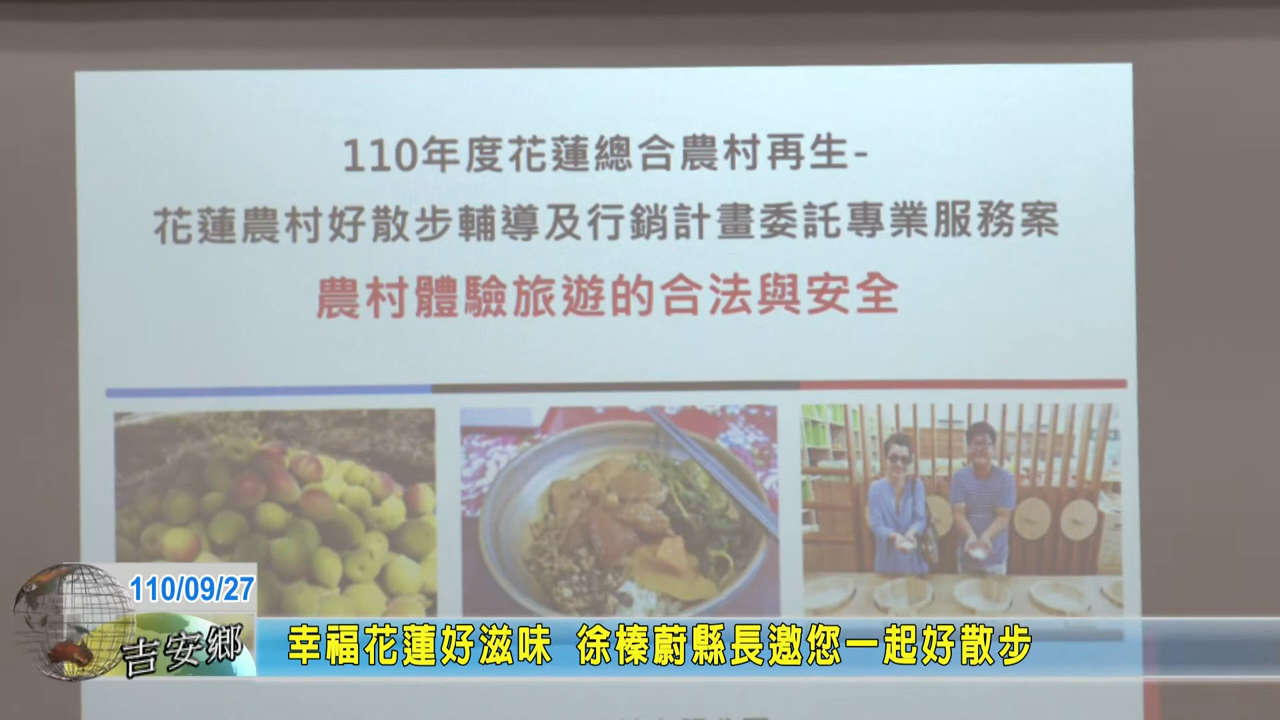 110年度花蓮總合農村再生-
花蓮農村好散步輔導及行銷計畫委託專業服務案
農村體驗旅遊的合法與安全
110/09/27
吉安鄉
幸福花蓮好滋味 徐榛蔚縣長邀您一起好散步